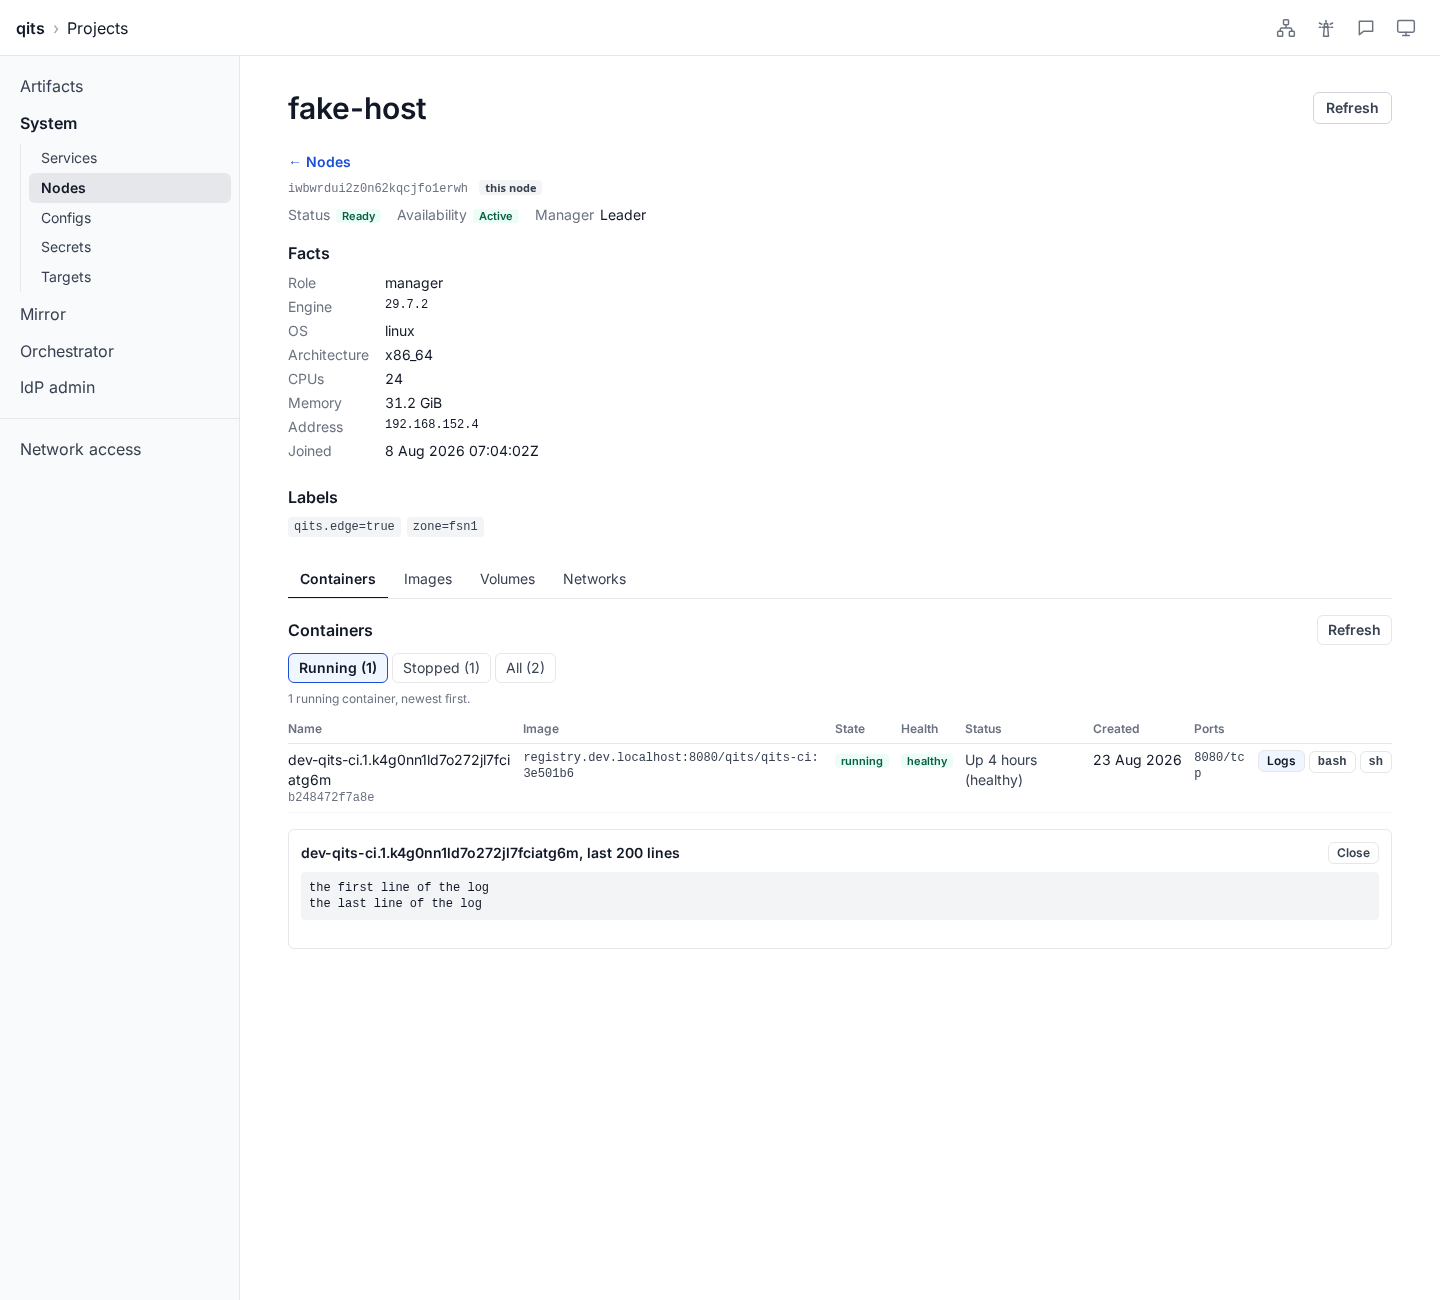 qits › Projects
Artifacts
System
Services
Nodes
Configs
Secrets
Targets
Mirror
Orchestrator
IdP admin
Network access
fake-host
Refresh
← Nodes
iwbwrdui2z0n62kqcjfo1erwh this node
Status Ready Availability Active Manager Leader
Facts
Role manager
Engine 29.7.2
OS linux
Architecture x86_64
CPUs 24
Memory 31.2 GiB
Address 192.168.152.4
Joined 8 Aug 2026 07:04:02Z
Labels
qits.edge=true zone=fsn1
Containers Images Volumes Networks
Containers
Refresh
Running (1) Stopped (1) All (2)
1 running container, newest first.
Name Image State Health Status Created Ports
dev-qits-ci.1.k4g0nn1ld7o272jl7fci
atg6m
b248472f7a8e
registry.dev.localhost:8080/qits/qits-ci:
3e501b6
running
healthy
Up 4 hours
(healthy)
23 Aug 2026
8080/tc
p
Logs bash sh
dev-qits-ci.1.k4g0nn1ld7o272jl7fciatg6m, last 200 lines
Close
the first line of the log
the last line of the log